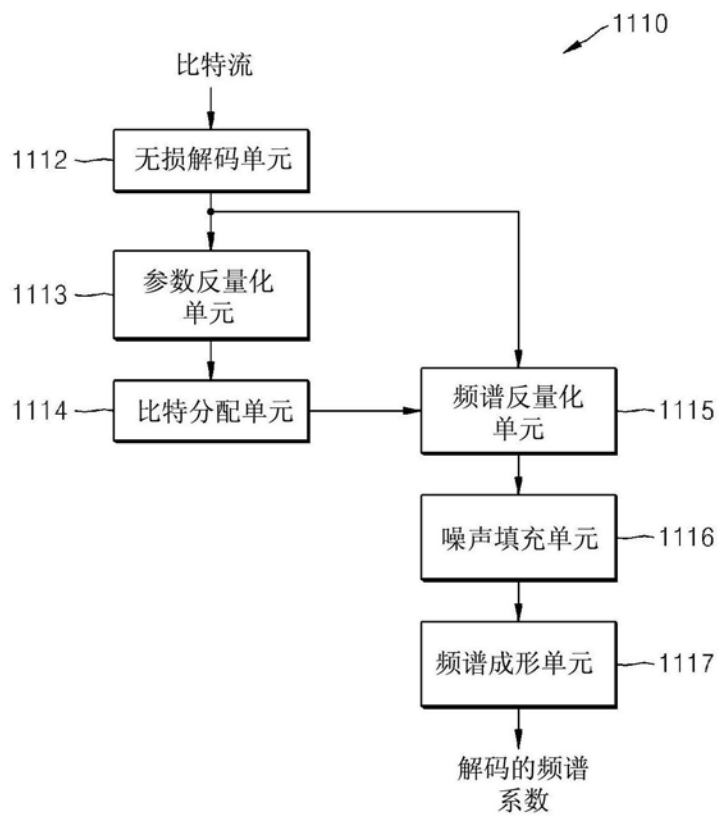 1110
比特流
1112
无损解码单元
1113
参数反量化
单元
1114
比特分配单元
频谱反量化
单元
1115
噪声填充单元
1116
频谱成形单元
1117
解码的频谱
系数